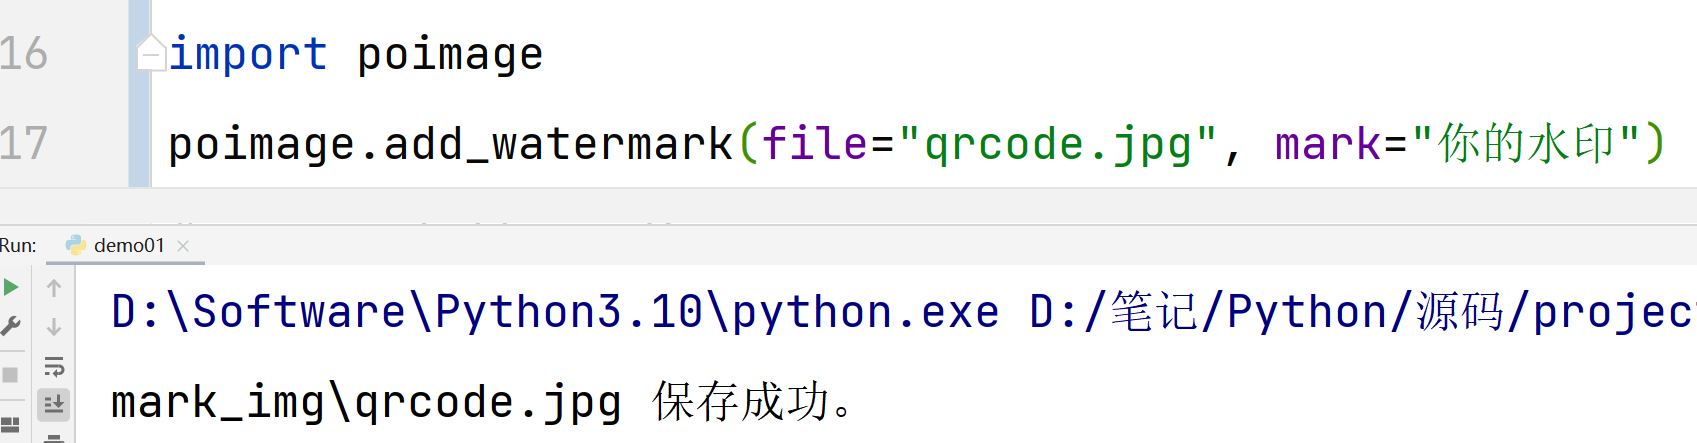 16 import poimage
17 poimage.add_watermark(file="qrcode.jpg", mark="你的水印")
Run: demo01
D:\Software\Python3.10\python.exe D:/笔记/Python/源码/projec
mark_img\qrcode.jpg 保存成功。